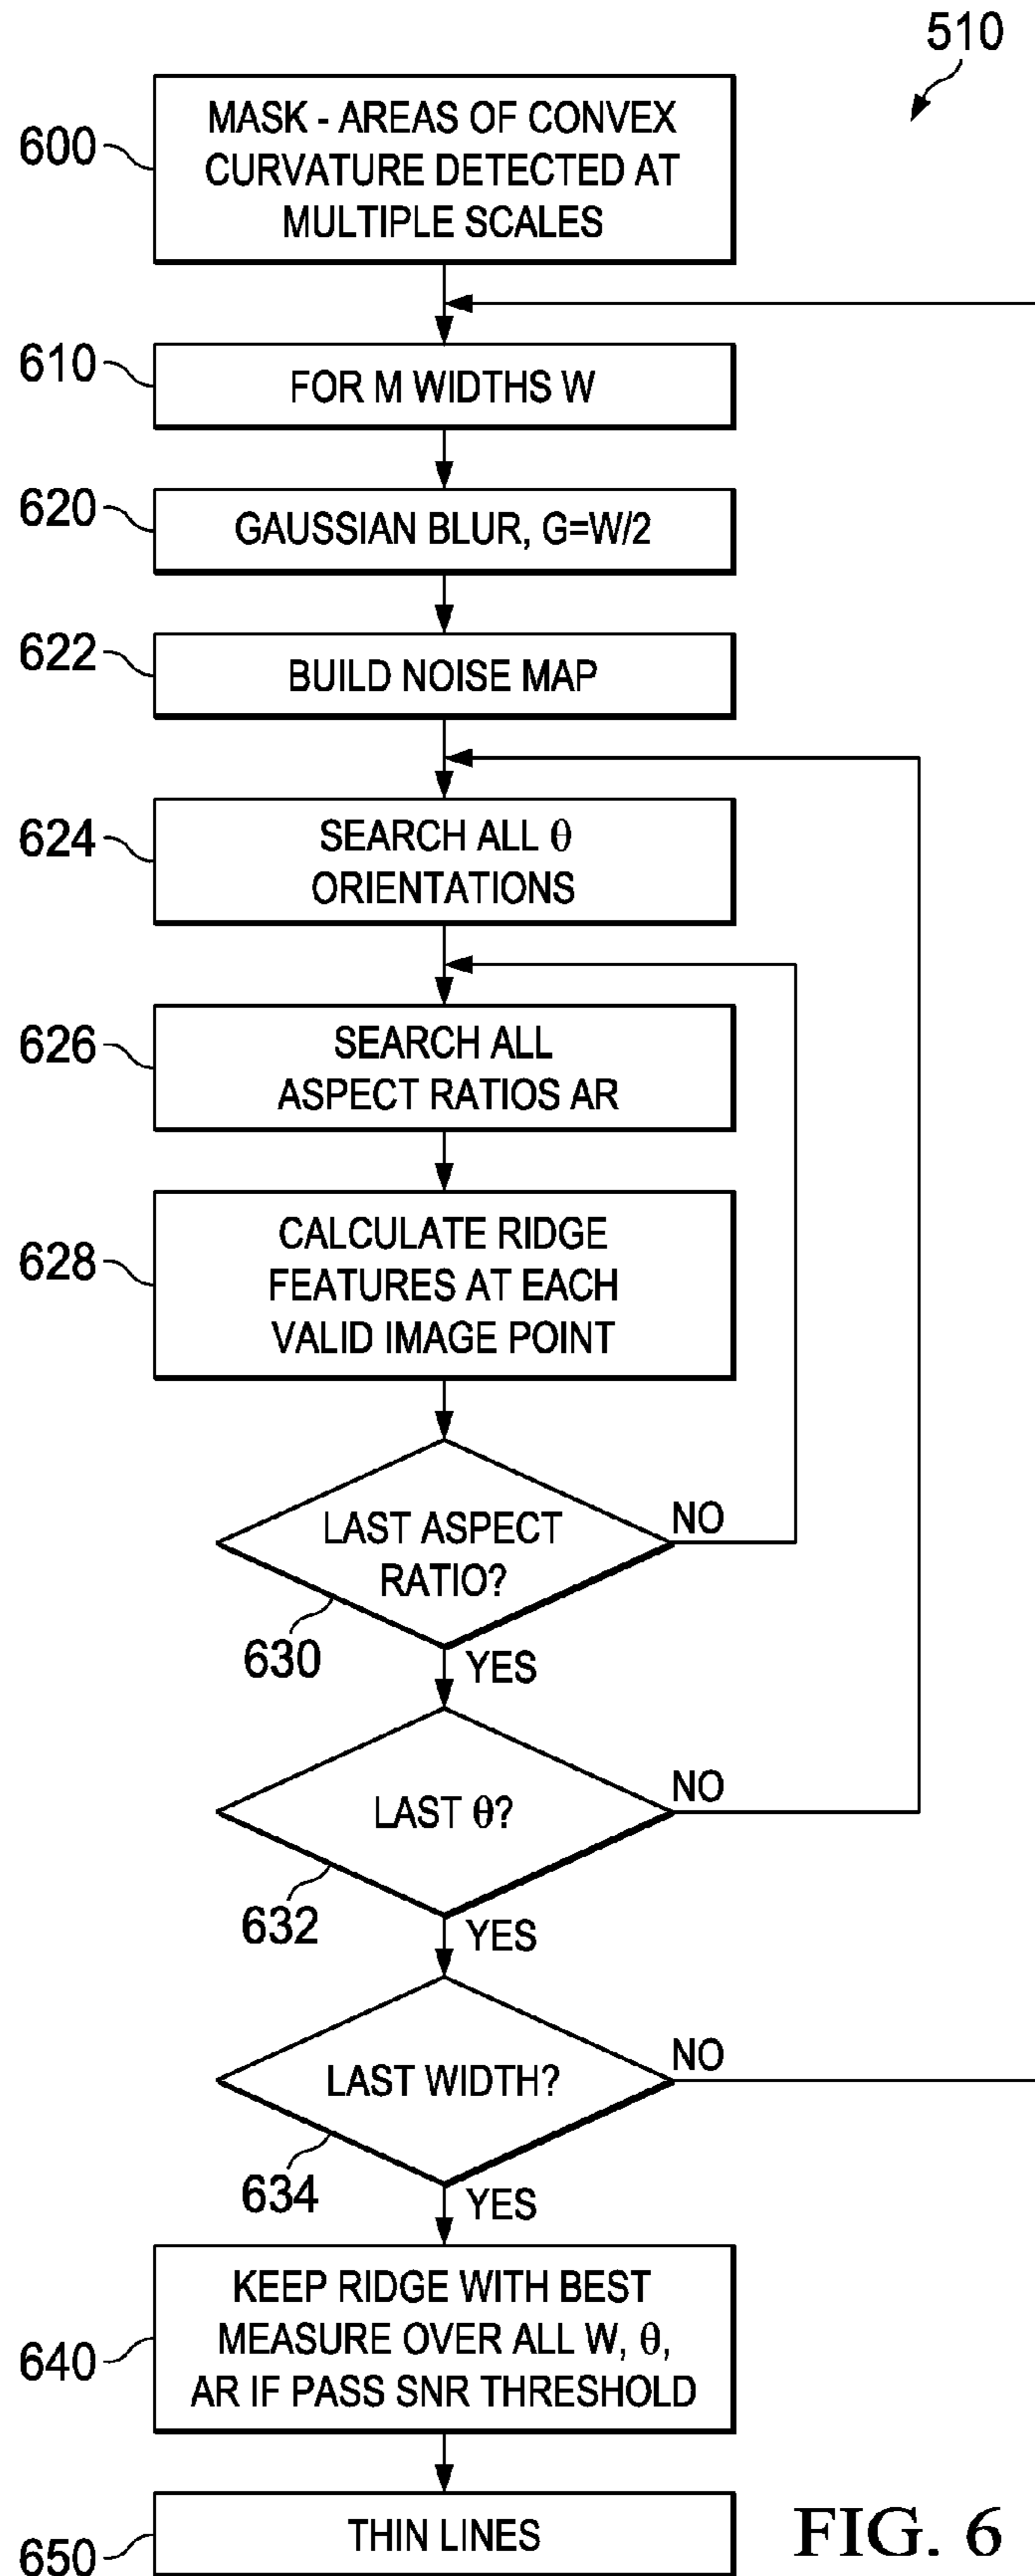 510
600
MASK - AREAS OF CONVEX
CURVATURE DETECTED AT
MULTIPLE SCALES
610
FOR M WIDTHS W
620
GAUSSIAN BLUR, G=W/2
622
BUILD NOISE MAP
624
SEARCH ALL θ
ORIENTATIONS
626
SEARCH ALL
ASPECT RATIOS AR
628
CALCULATE RIDGE
FEATURES AT EACH
VALID IMAGE POINT
LAST ASPECT
RATIO?
NO
630
YES
LAST θ?
NO
632
YES
LAST WIDTH?
NO
634
YES
640
KEEP RIDGE WITH BEST
MEASURE OVER ALL W, θ,
AR IF PASS SNR THRESHOLD
650
THIN LINES
FIG. 6